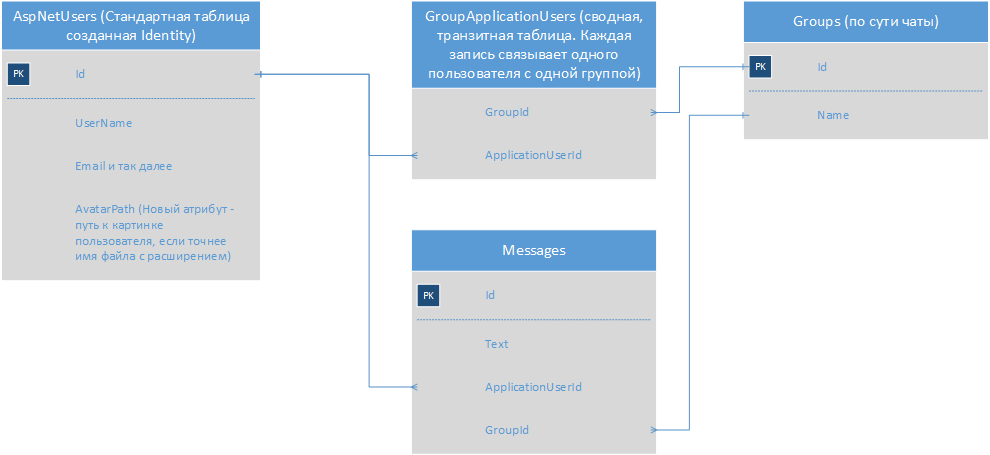 AspNetUsers (Стандартная таблица
созданная Identity)
PK
Id
UserName
Email и так далее
AvatarPath (Новый атрибут -
путь к картинке
пользователя, если точнее
имя файла с расширением)
GroupApplicationUsers (сводная,
транзитная таблица. Каждая
запись связывает одного
пользователя с одной группой)
GroupId
ApplicationUserId
Groups (по сути чаты)
PK
Id
Name
Messages
PK
Id
Text
ApplicationUserId
GroupId